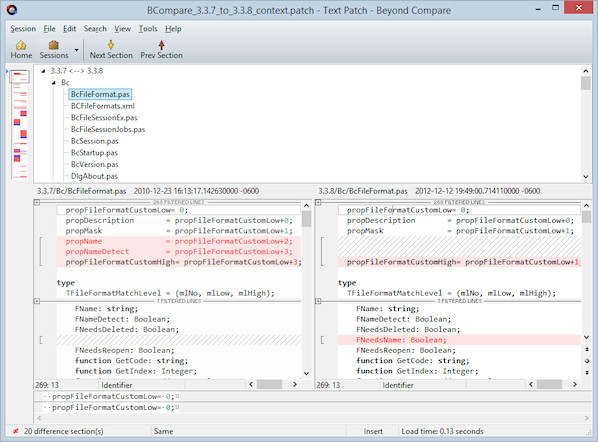 BCompare_3.3.7_to_3.3.8_context.patch - Text Patch - Beyond Compare
Session File Edit Search View Tools Help
Home Sessions Next Section Prev Section
3.3.7 <--> 3.3.8
Bc
BcFileFormat.pas
BCFileFormats.xml
BcFileSessionEx.pas
BcFileSessionJobs.pas
BcSession.pas
BcStartup.pas
BcVersion.pas
DlgAbout.pas
3.3.7/Bc/BcFileFormat.pas 2010-12-23 16:13:17.142630000 -0600
268 FILTERED LINES
propFileFormatCustomLow= 0;
propDescription = propFileFormatCustomLow+0;
propMask = propFileFormatCustomLow+1;
propName = propFileFormatCustomLow+2;
propNameDetect = propFileFormatCustomLow+3;
propFileFormatCustomHigh= propFileFormatCustomLow+3;
type
TFileFormatMatchLevel = (mlNo, mlLow, mlHigh);
7 FILTERED LINES
FName: string;
FNameDetect: Boolean;
FNeedsDeleted: Boolean;
FNeedsReopen: Boolean;
function GetCode: string;
function GetIndex: Integer;
269: 13 Identifier
3.3.8/Bc/BcFileFormat.pas 2012-12-12 19:49:00.714110000 -0600
268 FILTERED LINES
propFileFormatCustomLow= 0;
propDescription = propFileFormatCustomLow+0;
propMask = propFileFormatCustomLow+1;
propFileFormatCustomHigh= propFileFormatCustomLow+1
type
TFileFormatMatchLevel = (mlNo, mlLow, mlHigh);
7 FILTERED LINES
FName: string;
FNameDetect: Boolean;
FNeedsDeleted: Boolean;
FNeedsName: Boolean;
FNeedsReopen: Boolean;
function GetCode: string;
function GetIndex: Integer;
269: 13 Identifier
··propFileFormatCustomLow=·0;¤
··propFileFormatCustomLow=·0;¤
20 difference section(s) Same Insert Load time: 0.13 seconds